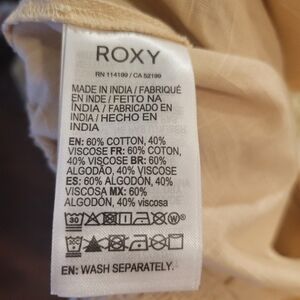 ROXY
RN 114199 / CA 52199
MADE IN INDIA / FABRIQUÉ
EN INDE / FEITO NA
INDIA / FABRICADO EN
INDIA / HECHO EN
INDIA
EN: 60% COTTON, 40%
VISCOSE FR: 60% COTON,
40% VISCOSE BR: 60%
ALGODÃO, 40% VISCOSE
ES: 60% ALGODÓN, 40%
VISCOSA MX: 60%
ALGODÓN, 40% viscosa
30
EN: WASH SEPARATELY.